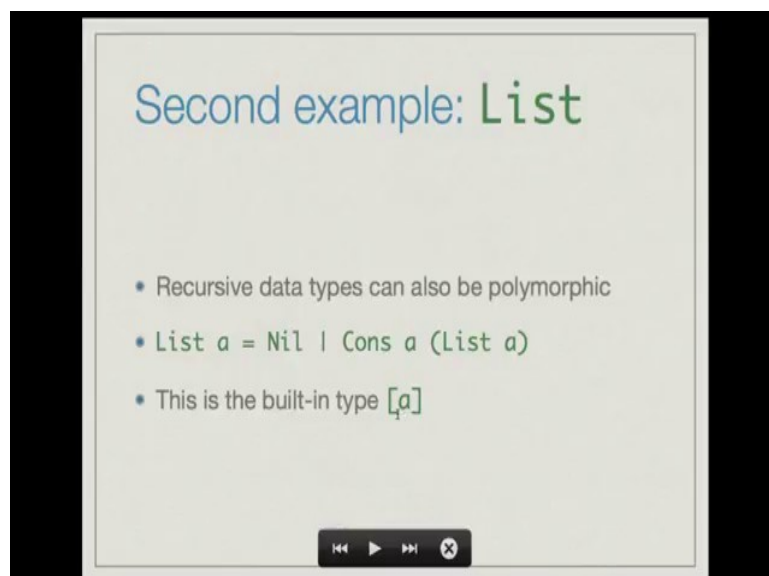 Second example: List
Recursive data types can also be polymorphic
List a = Nil | Cons a (List a)
This is the built-in type [a]